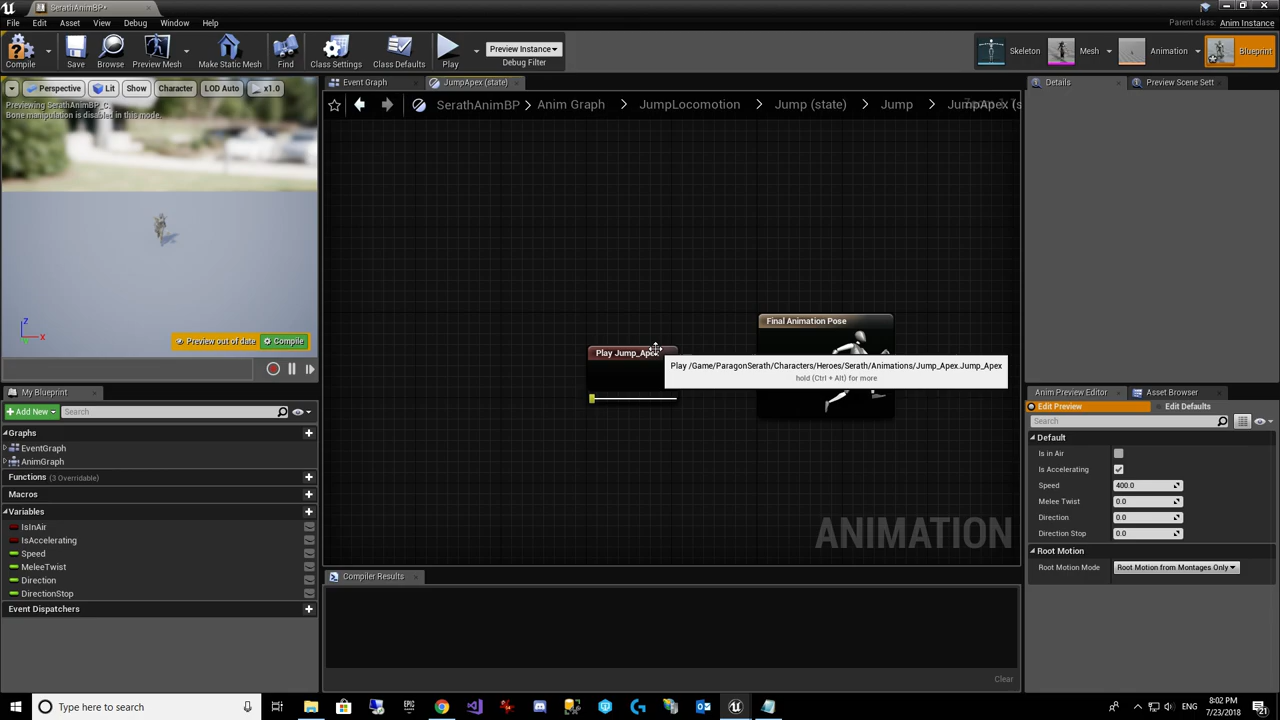 SerathAnimBP*
File Edit Asset View Debug Window Help
Parent class: Anim Instance
Compile Save Browse Preview Mesh Make Static Mesh Find Class Settings Class Defaults Play
Preview Instance
Debug Filter
Skeleton Mesh Animation Blueprint
Perspective Lit Show Character LOD Auto x1.0
Previewing SerathAnimBP_C.
Bone manipulation is disabled in this mode.
Z
X
Preview out of date Compile
Event Graph JumpApex (state)
SerathAnimBP > Anim Graph > JumpLocomotion > Jump (state) > Jump >
Play Jump_Apex
Final Animation Pose
Play /Game/ParagonSerath/Characters/Heroes/Serath/Animations/Jump_Apex.Jump_Apex
hold (Ctrl + Alt) for more
ANIMATION
Compiler Results
Clear
My Blueprint
Add New Search
Graphs
EventGraph
AnimGraph
Functions (3 Overridable)
Macros
Variables
IsInAir
IsAccelerating
Speed
MeleeTwist
Direction
DirectionStop
Event Dispatchers
Details Preview Scene Sett
Anim Preview Editor Asset Browser
Edit Preview Edit Defaults
Search
Default
Is in Air
Is Accelerating
Speed 400.0
Melee Twist 0.0
Direction 0.0
Direction Stop 0.0
Root Motion
Root Motion Mode Root Motion from Montages Only
Type here to search
EPIC
GAMES
8:02 PM
7/23/2018
21